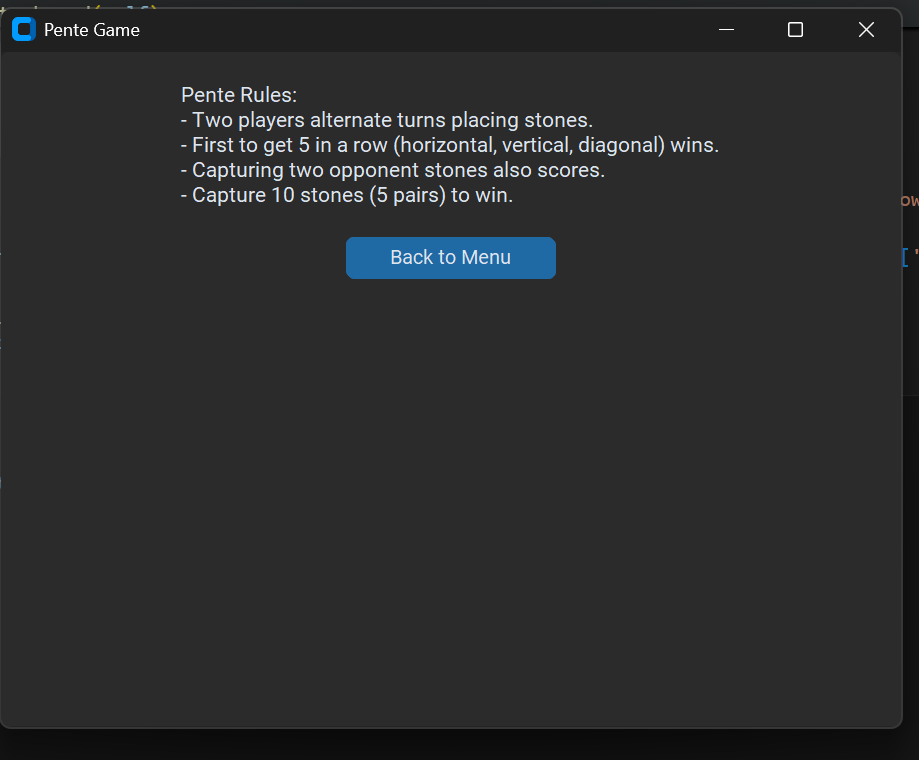 Pente Game
Pente Rules:
- Two players alternate turns placing stones.
- First to get 5 in a row (horizontal, vertical, diagonal) wins.
- Capturing two opponent stones also scores.
- Capture 10 stones (5 pairs) to win.
Back to Menu